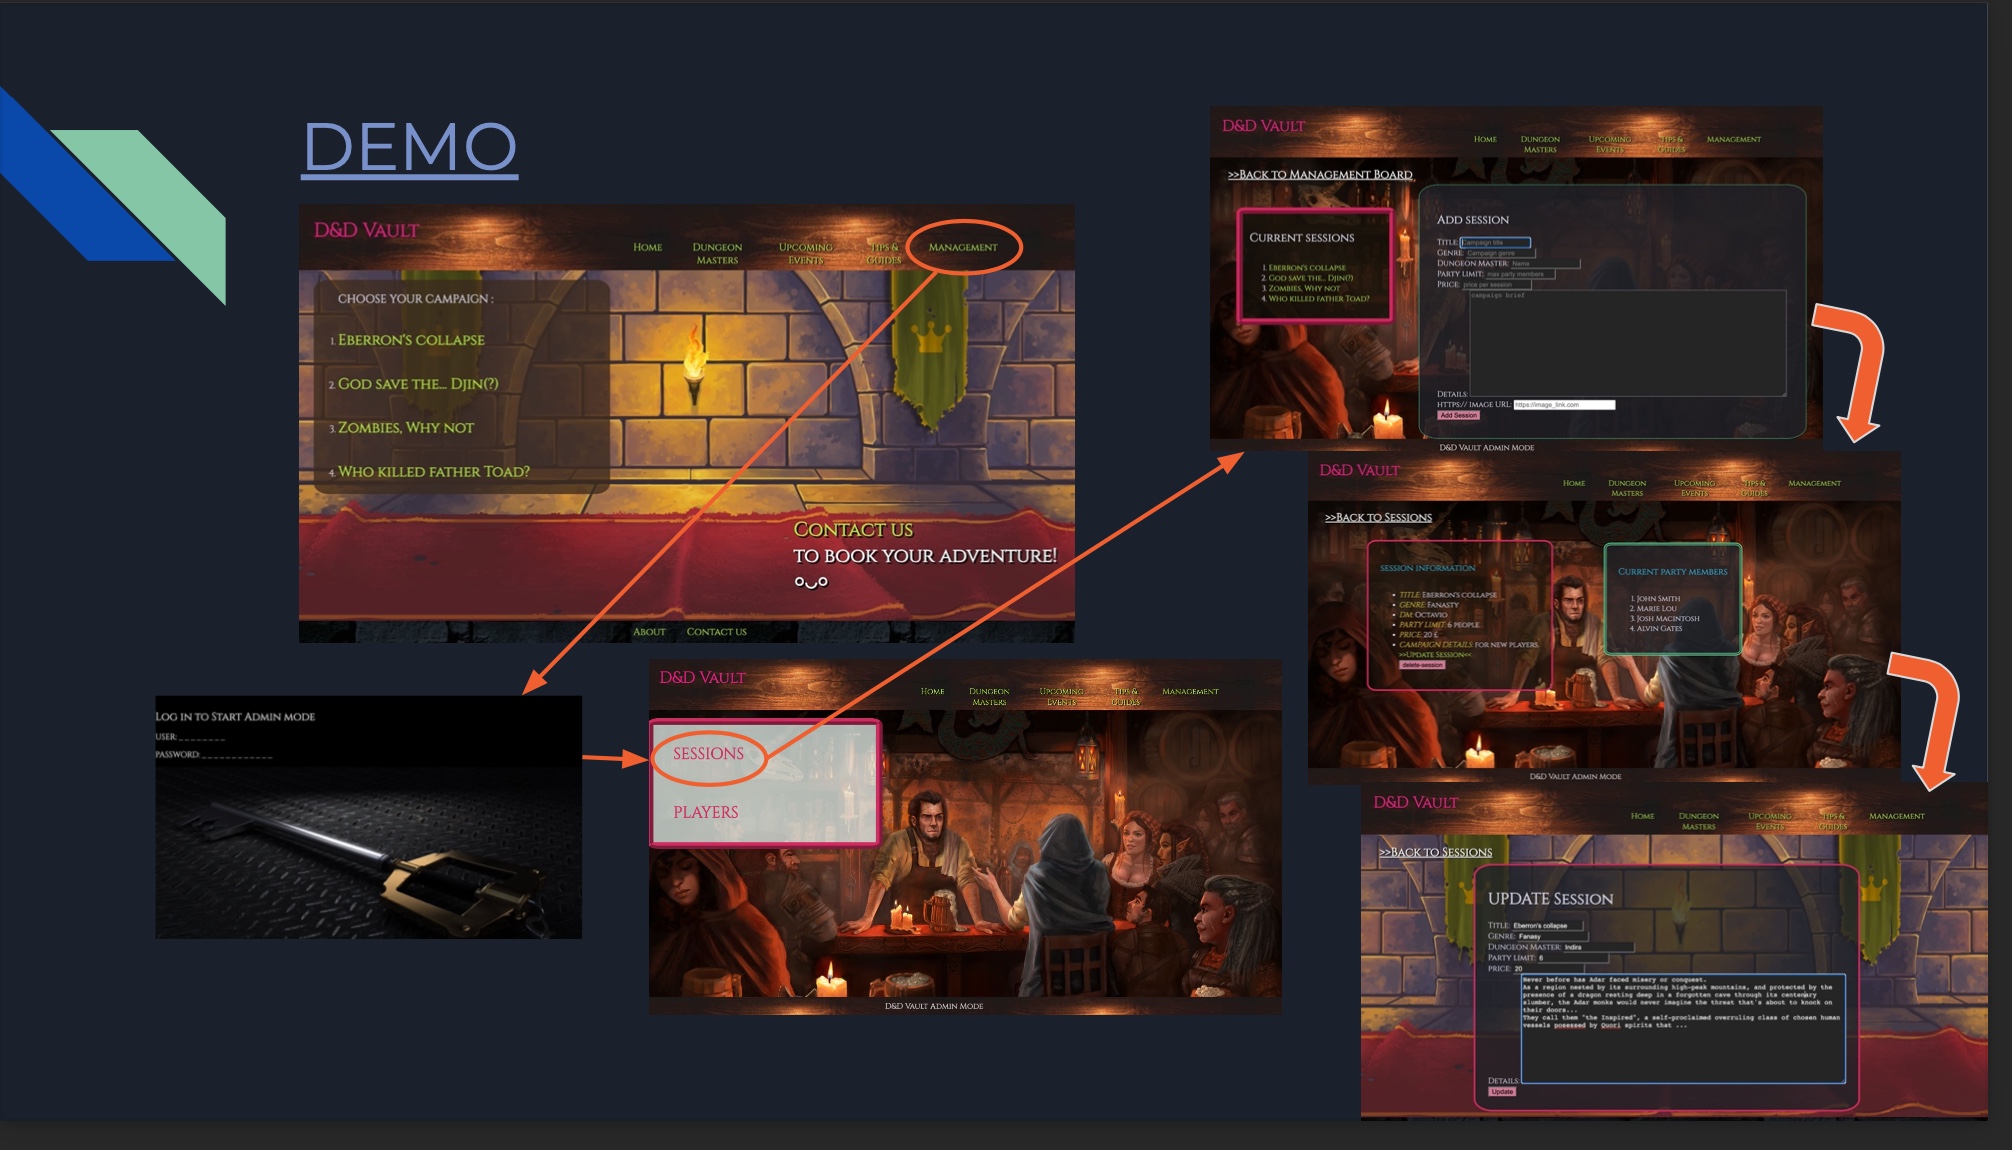 DEMO
D&D Vault
Home
Dungeon Masters
Upcoming Events
Tips & Guides
Management
Choose your campaign :
1. Eberron's collapse
2. God save the... Djin(?)
3. Zombies, Why not
4. Who killed father Toad?
Contact us
to book your adventure!
About
Contact us
Log in to Start Admin mode
user:_ _ _ _ _ _ _ _
password:_ _ _ _ _ _ _ _ _ _ _ _
D&D Vault
Home
Dungeon Masters
Upcoming Events
Tips & Guides
Management
Sessions
Players
D&D Vault Admin Mode
D&D Vault
Home
Dungeon Masters
Upcoming Events
Tips & Guides
Management
>>Back to Management Board
Current sessions
1. Eberron's collapse
2. God save the... Djin(?)
3. Zombies, Why not
4. Who killed father Toad?
Add session
Title: Campaign title
Genre: Campaign genre
Dungeon Master: Name
Party limit: max party members
Price: price per session
campaign brief
Details:
https:// image URL: https://image_link.com
Add Session
D&D Vault Admin Mode
D&D Vault
Home
Dungeon Masters
Upcoming Events
Tips & Guides
Management
>>Back to Sessions
Session information
Title: Eberron's collapse
Genre: Fanasty
DM: Octavio
Party limit: 6 people
Price: 20 £
Campaign details: for new players.
>>Update Session<<
delete-session
Current party members
1. John Smith
2. Marie Lou
3. Josh Macintosh
4. Alvin Gates
D&D Vault Admin Mode
D&D Vault
Home
Dungeon Masters
Upcoming Events
Tips & Guides
Management
>>Back to Sessions
UPDATE Session
Title: Eberron's collapse
Genre: Fanasy
Dungeon Master: Indira
Party limit: 6
Price: 20
Never before has Adar faced misery or conquest.
As a region nested by its surrounding high-peak mountains, and protected by the
presence of a dragon resting deep in a forgotten cave through its centenary
slumber, the Adar monks would never imagine the threat that's about to knock on
their doors...
They call them "the Inspired", a self-proclaimed overruling class of chosen human
vessels posessed by Quori spirits that ...
Details:
Update